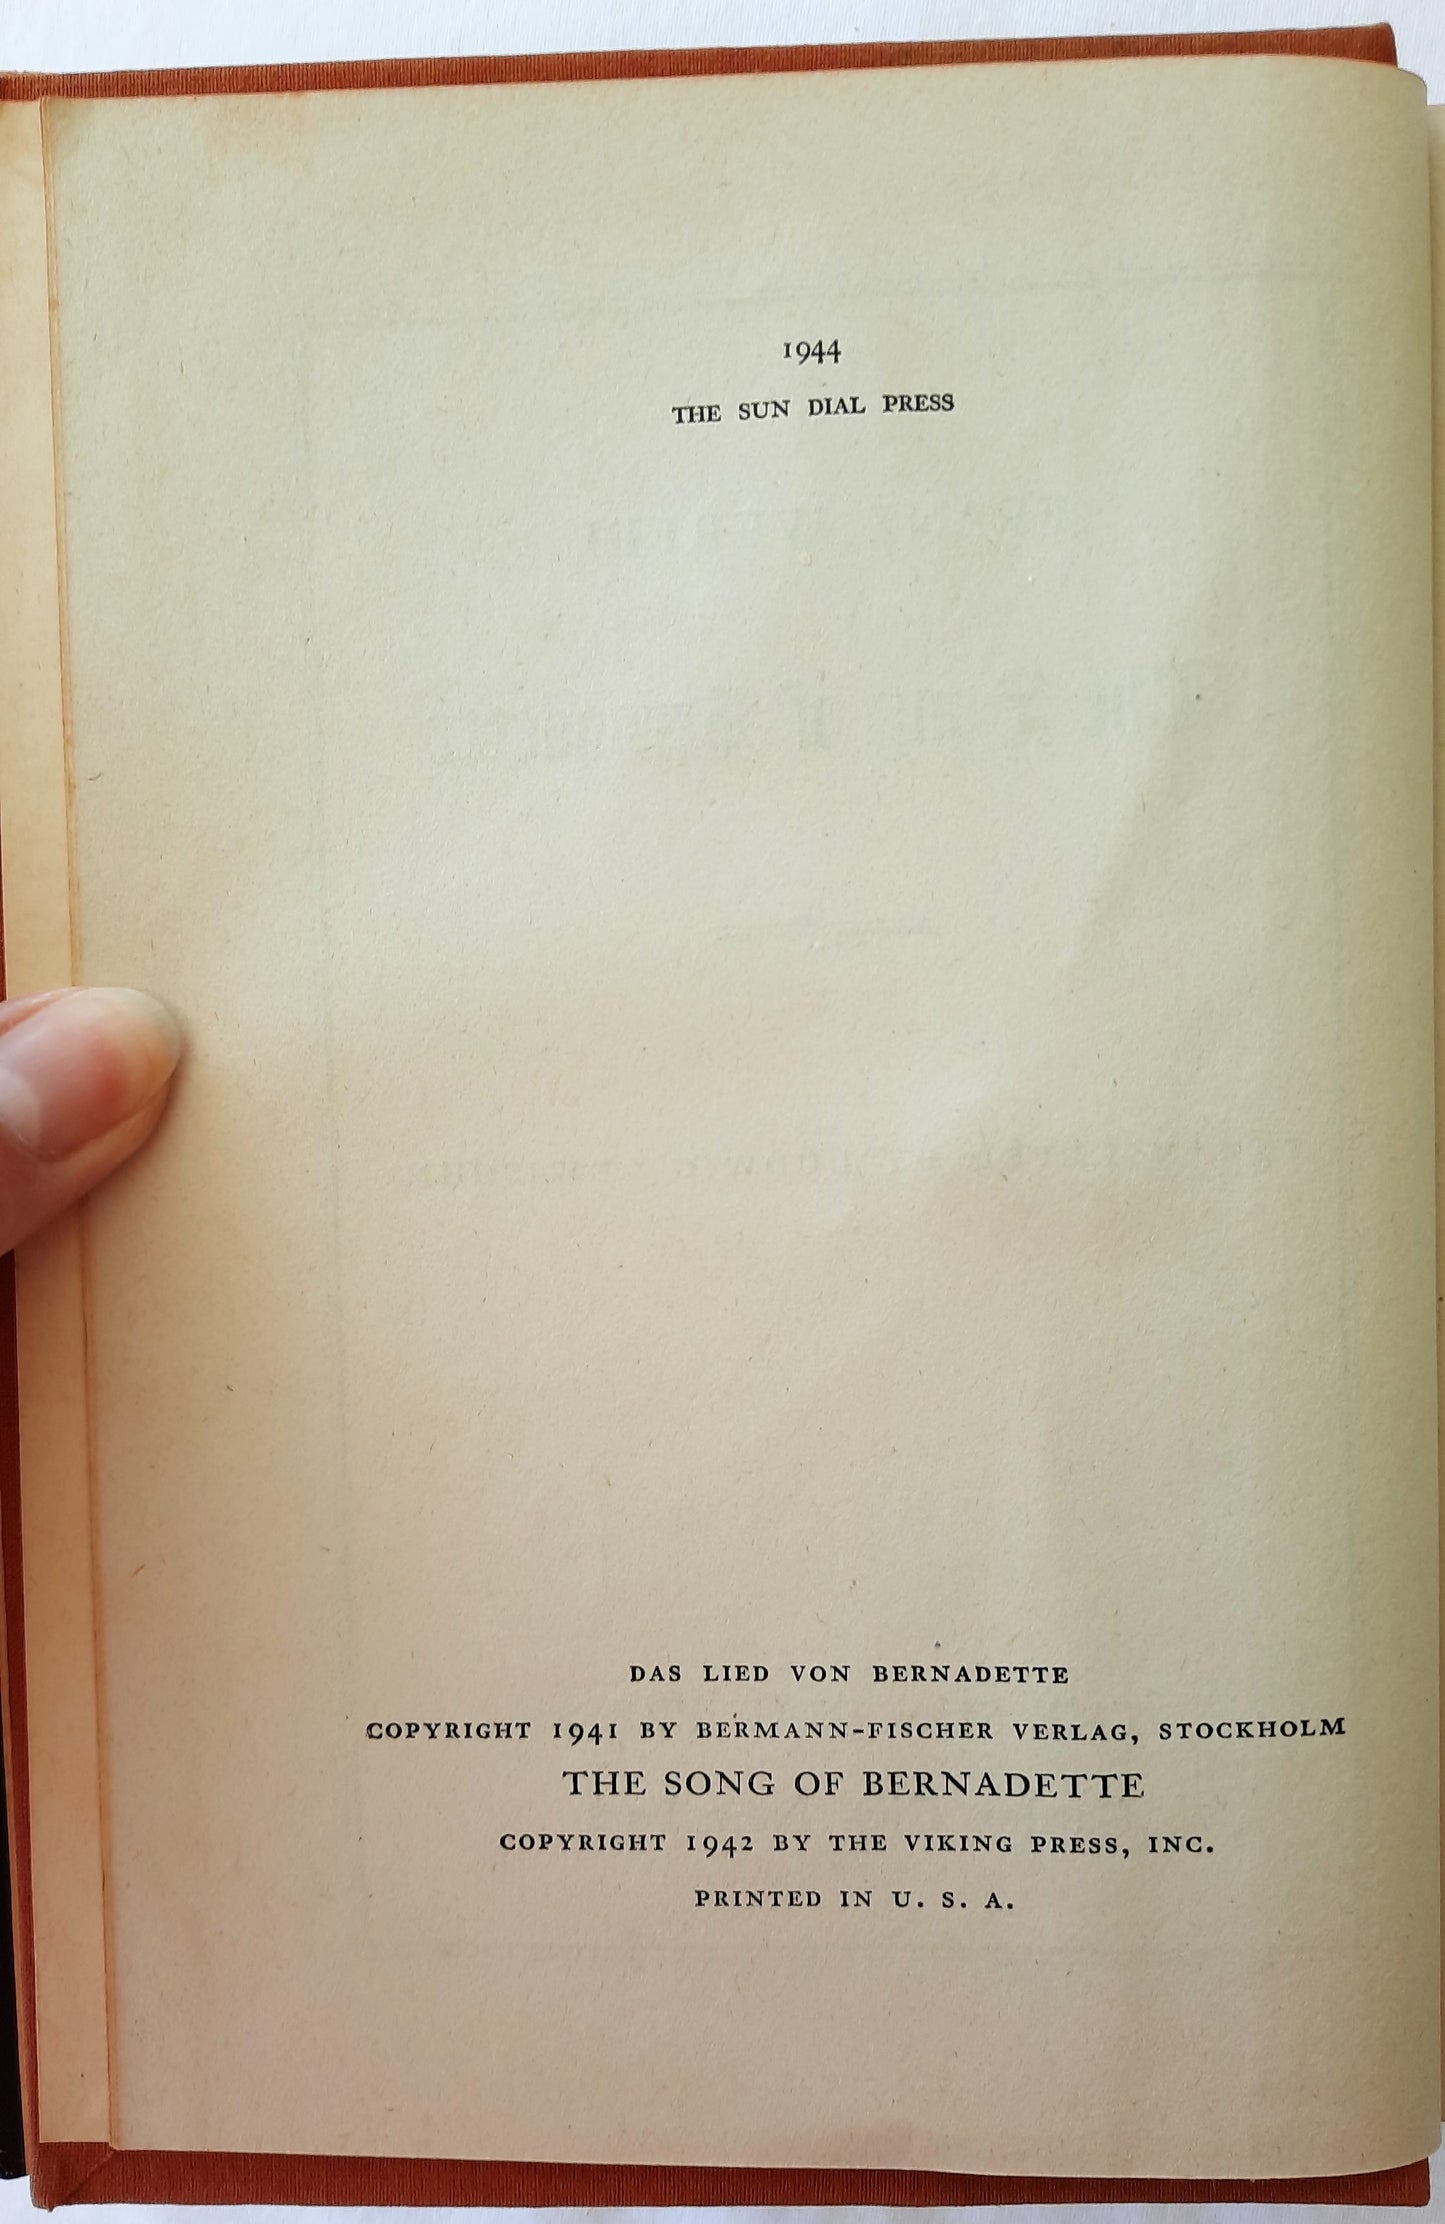 1944
THE SUN DIAL PRESS
DAS LIED VON BERNADETTE
COPYRIGHT 1941 BY BERMANN-FISCHER VERLAG, STOCKHOLM
THE SONG OF BERNADETTE
COPYRIGHT 1942 BY THE VIKING PRESS, INC.
PRINTED IN U. S. A.